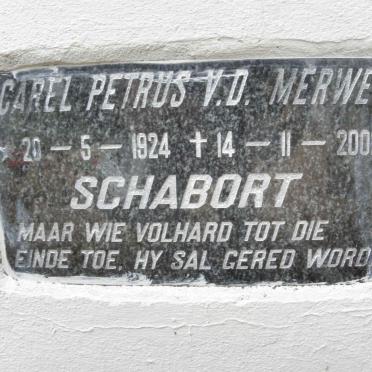 CAREL PETRUS V.D. MERWE
20 - 5 - 1924 † 14 - 11 - 200
SCHABORT
MAAR WIE VOLHARD TOT DIE
EINDE TOE, HY SAL GERED WORD